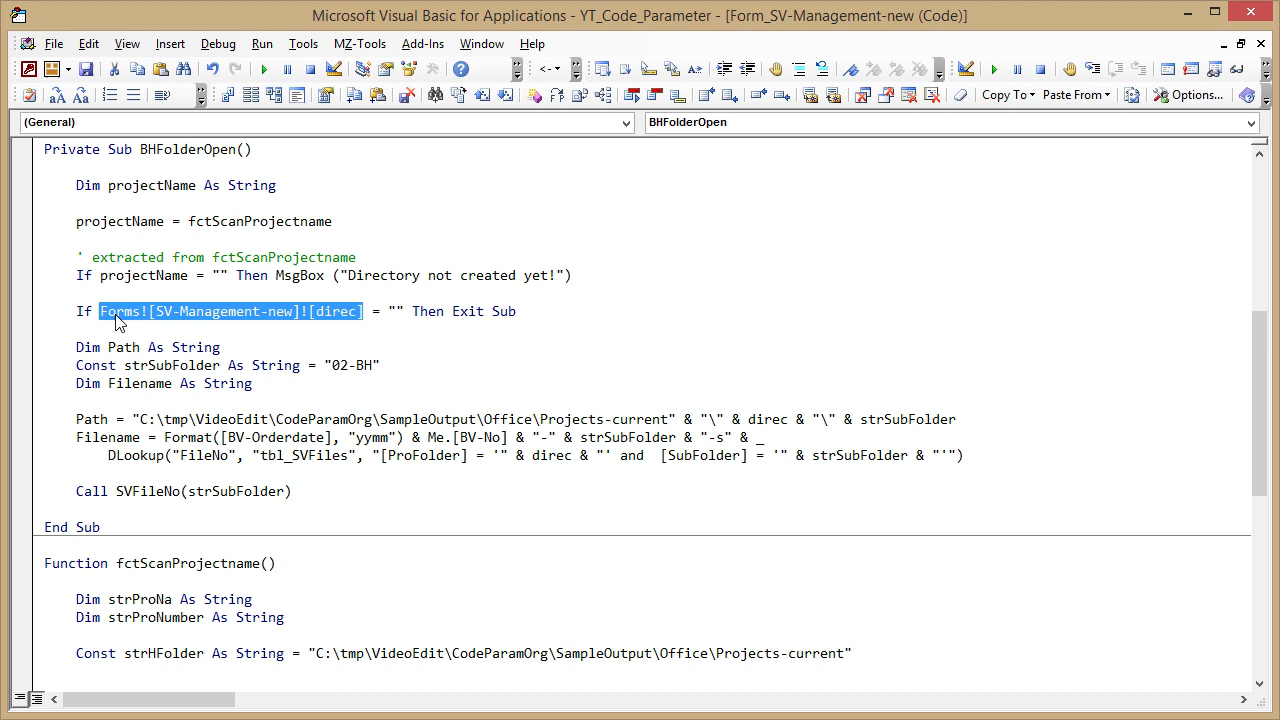 Microsoft Visual Basic for Applications - YT_Code_Parameter - [Form_SV-Management-new (Code)]
File Edit View Insert Format Debug Run Tools MZ-Tools Add-Ins Window Help
Copy To Paste From Options...
(General) BHFolderOpen
Private Sub BHFolderOpen()
Dim projectName As String
projectName = fctScanProjectname
' extracted from fctScanProjectname
If projectName = "" Then MsgBox ("Directory not created yet!")
If Forms![SV-Management-new]![direc] = "" Then Exit Sub
Dim Path As String
Const strSubFolder As String = "02-BH"
Dim Filename As String
Path = "C:\tmp\VideoEdit\CodeParamOrg\SampleOutput\Office\Projects-current" & "\" & direc & "\" & strSubFolder
Filename = Format([BV-Orderdate], "yymm") & Me.[BV-No] & "-" & strSubFolder & "-s" & _
DLookup("FileNo", "tbl_SVFiles", "[ProFolder] = '" & direc & "' and  [SubFolder] = '" & strSubFolder & "'")
Call SVFileNo(strSubFolder)
End Sub
Function fctScanProjectname()
Dim strProNa As String
Dim strProNumber As String
Const strHFolder As String = "C:\tmp\VideoEdit\CodeParamOrg\SampleOutput\Office\Projects-current"